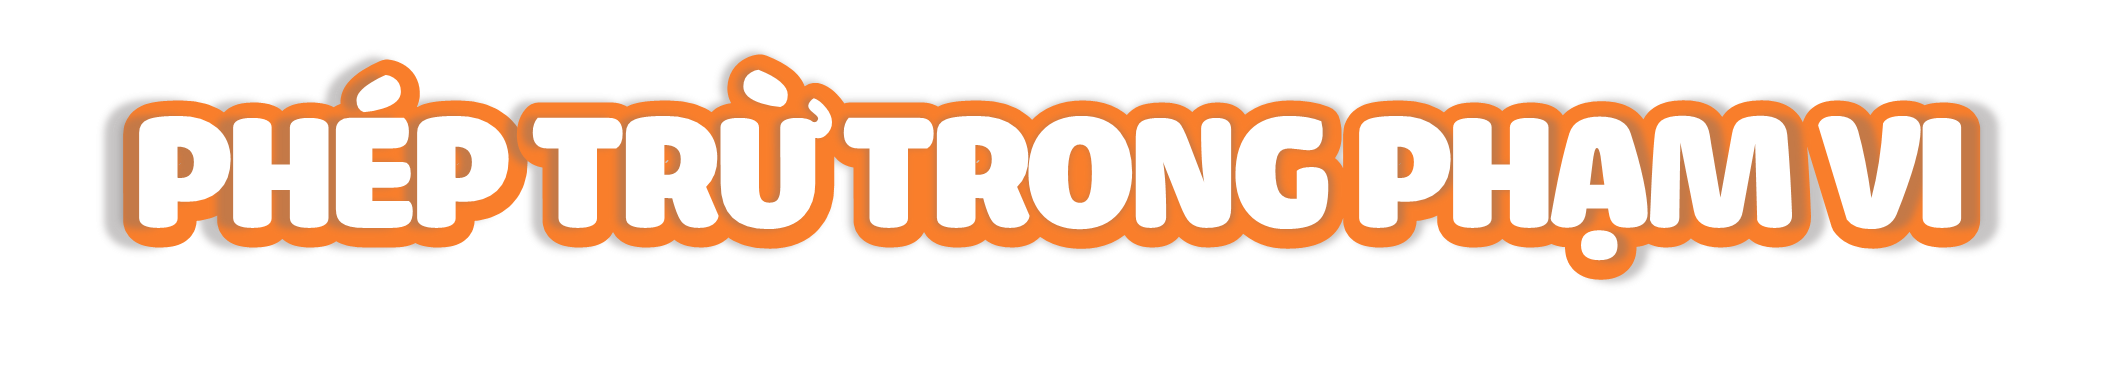 PHÉP TRỪ TRONG PHẠM VI